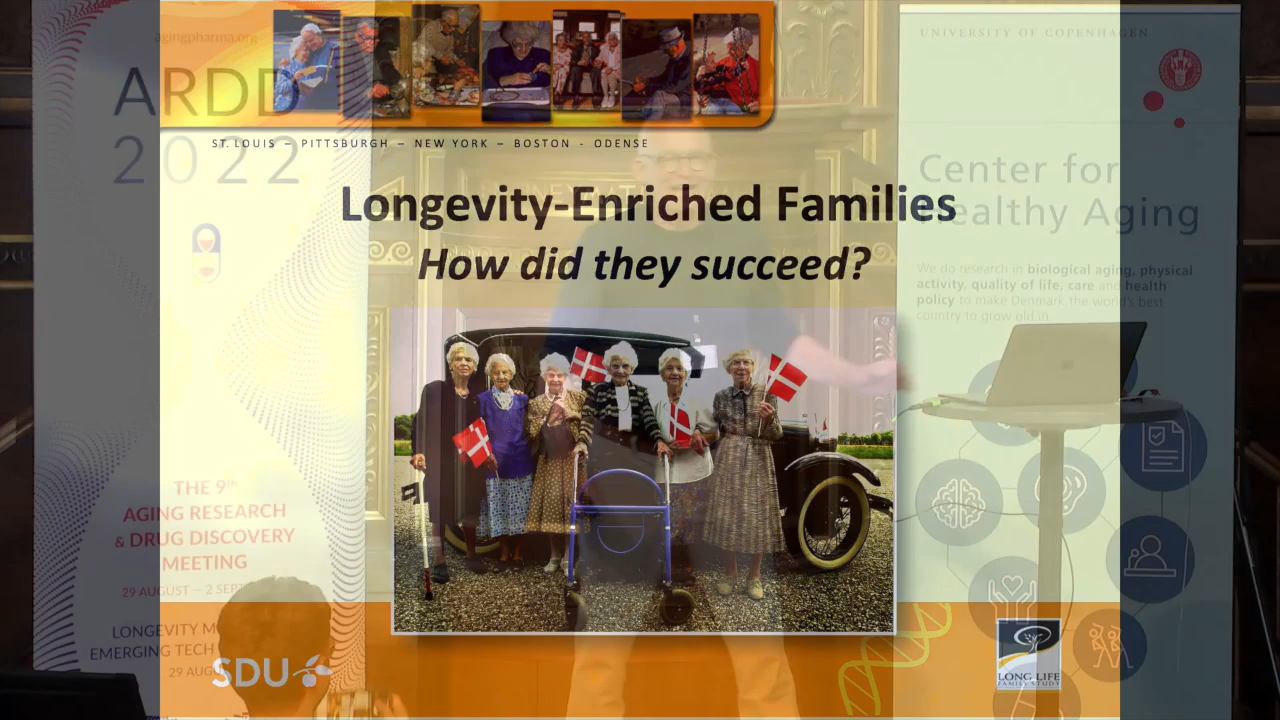 agingpharma.org
ARDD
2022
THE 9th
AGING RESEARCH
& DRUG DISCOVERY
MEETING
29 AUGUST – 2 SEP
LONGEVITY M
EMERGING TECH
29 AUG
ST. LOUIS – PITTSBURGH – NEW YORK – BOSTON - ODENSE
Longevity-Enriched Families
How did they succeed?
SDU
LONG LIFE
FAMILY STUDY
UNIVERSITY OF COPENHAGEN
Center for
Healthy Aging
We do research in biological aging, physical
activity, quality of life, care and health
policy to make Denmark the world's best
country to grow old in.